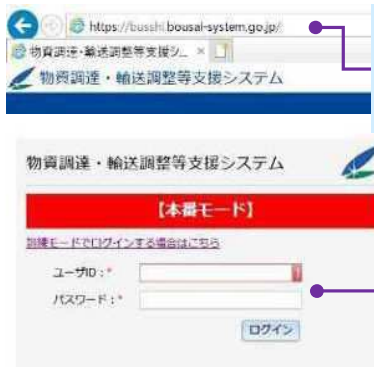 https://busshi.bousai-system.go.jp/
物資調達・輸送調整等支援シ...
物資調達・輸送調整等支援システム
物資調達・輸送調整等支援システム
【本番モード】
訓練モードでログインする場合はこちら
ユーザID：*
パスワード：*
ログイン